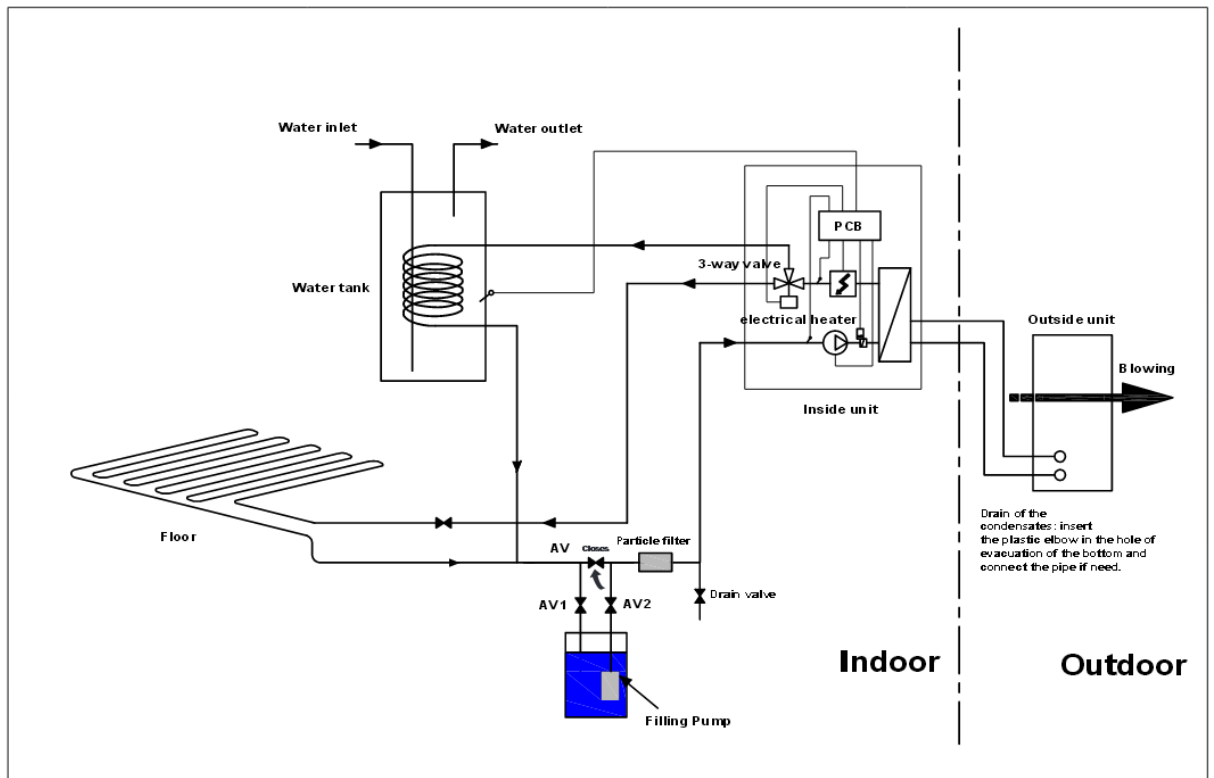 Water inlet
Water outlet
PCB
3-way valve
Water tank
electrical heater
Outside unit
Blowing
Inside unit
Drain of the
condensates: insert
the plastic elbow in the hole of
evacuation of the bottom and
connect the pipe if need.
Floor
AV
Closes
Particle filter
AV1
AV2
Drain valve
Indoor
Outdoor
Filling Pump